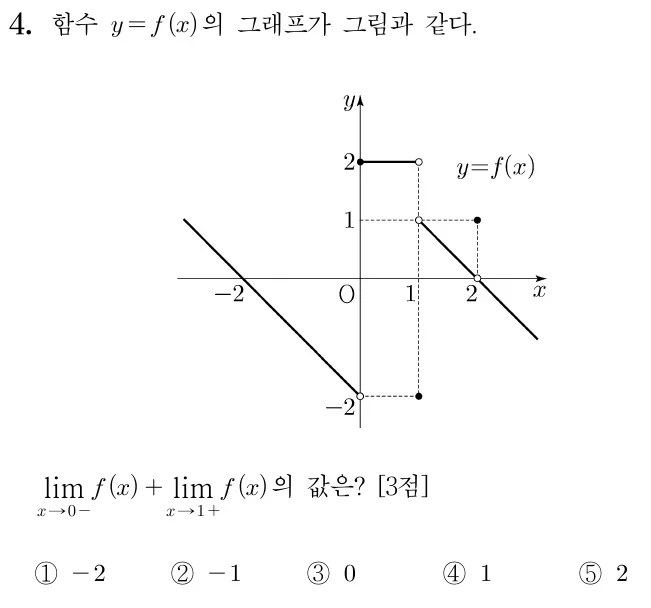 4. 함수 y=f(x)의 그래프가 그림과 같다.
y
2
y=f(x)
1
-2 O 1 2 x
-2
lim f(x)+lim f(x)의 값은? [3점]
x→0- x→1+
① -2 ② -1 ③ 0 ④ 1 ⑤ 2